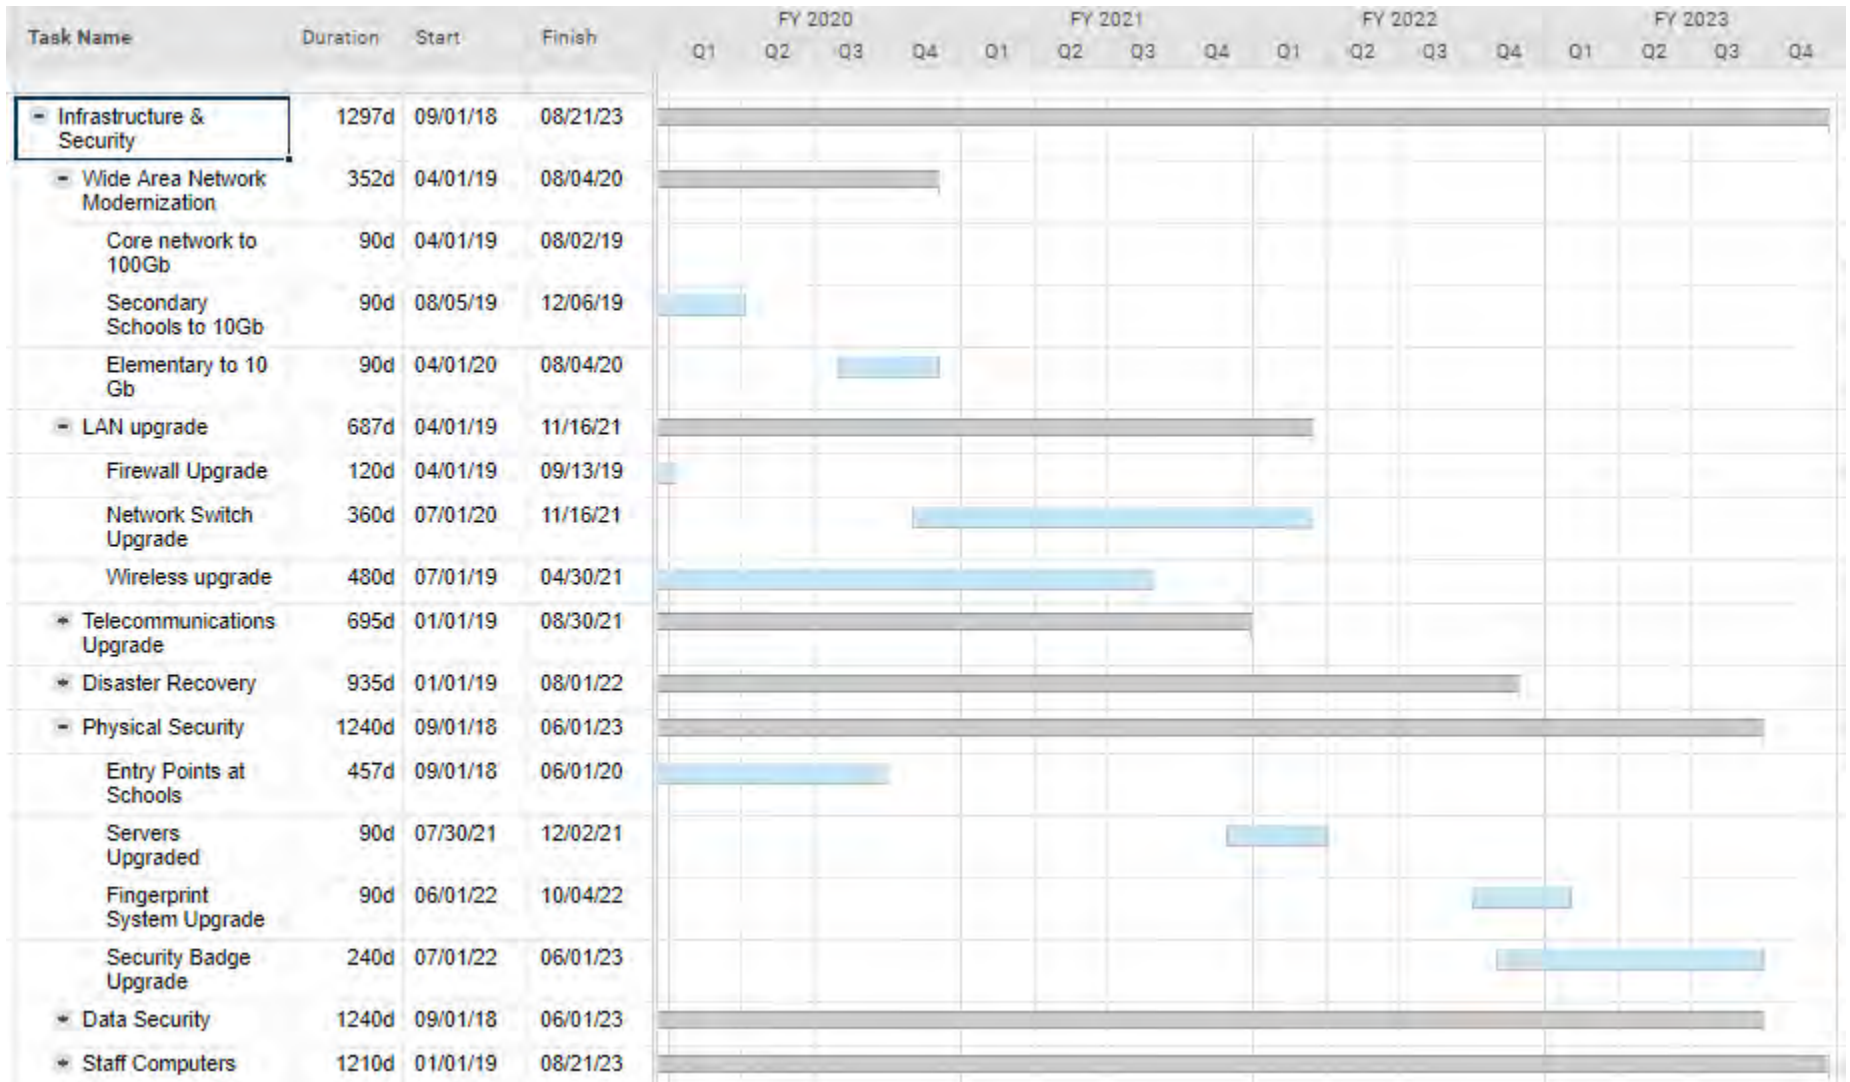 FY 2020 FY 2021 FY 2022 FY 2023
Task Name Duration Start Finish
Q1 Q2 Q3 Q4 Q1 Q2 Q3 Q4 Q1 Q2 Q3 Q4 Q1 Q2 Q3 Q4
Infrastructure & 1297d 09/01/18 08/21/23
Security
Wide Area Network 352d 04/01/19 08/04/20
Modernization
Core network to 90d 04/01/19 08/02/19
100Gb
Secondary 90d 08/05/19 12/06/19
Schools to 10Gb
Elementary to 10 90d 04/01/20 08/04/20
Gb
LAN upgrade 687d 04/01/19 11/16/21
Firewall Upgrade 120d 04/01/19 09/13/19
Network Switch 360d 07/01/20 11/16/21
Upgrade
Wireless upgrade 480d 07/01/19 04/30/21
Telecommunications 695d 01/01/19 08/30/21
Upgrade
Disaster Recovery 935d 01/01/19 08/01/22
Physical Security 1240d 09/01/18 06/01/23
Entry Points at 457d 09/01/18 06/01/20
Schools
Servers 90d 07/30/21 12/02/21
Upgraded
Fingerprint 90d 06/01/22 10/04/22
System Upgrade
Security Badge 240d 07/01/22 06/01/23
Upgrade
Data Security 1240d 09/01/18 06/01/23
Staff Computers 1210d 01/01/19 08/21/23